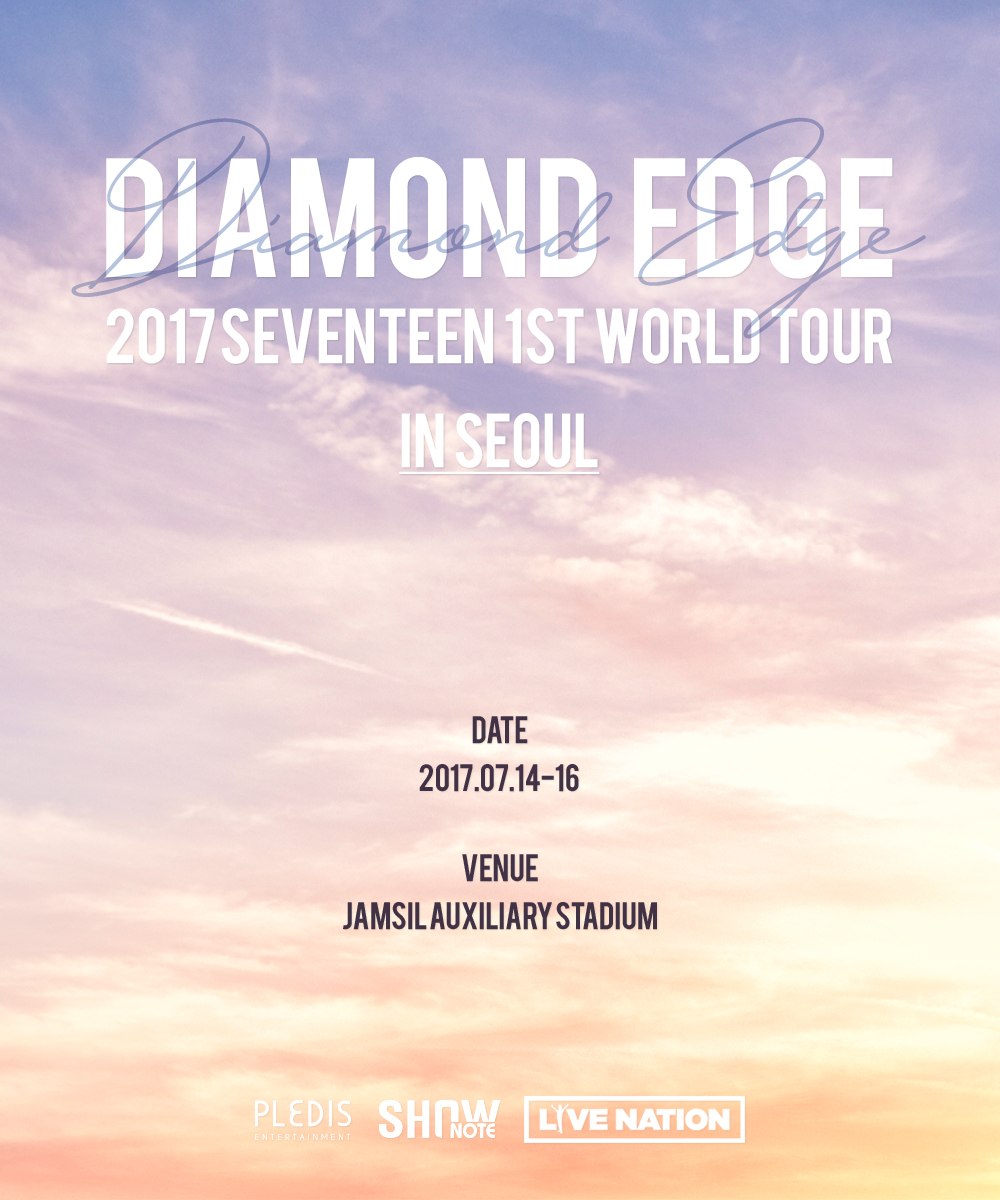 DIAMOND EDGE
Diamond Edge
2017 SEVENTEEN 1ST WORLD TOUR
IN SEOUL
DATE
2017.07.14-16
VENUE
JAMSIL AUXILIARY STADIUM
PLEDIS ENTERTAINMENT
SHOW NOTE
LIVE NATION